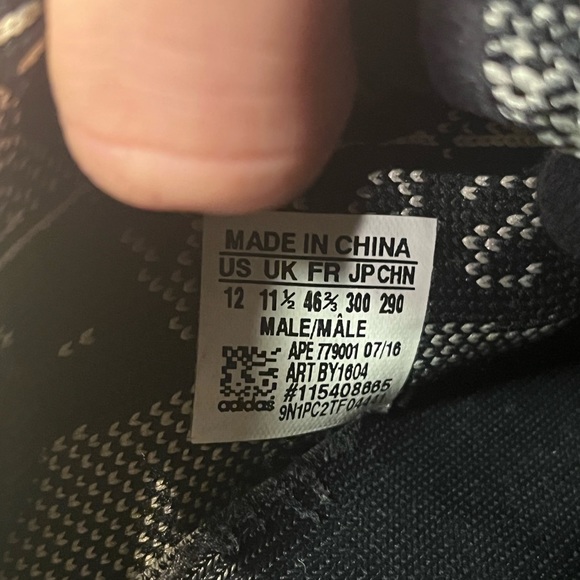 MADE IN CHINA
US UK FR JP CHN
12 11½ 46⅔ 300 290
MALE/MÂLE
APE 779001 07/16
ART BY1604
#115408665
adidas